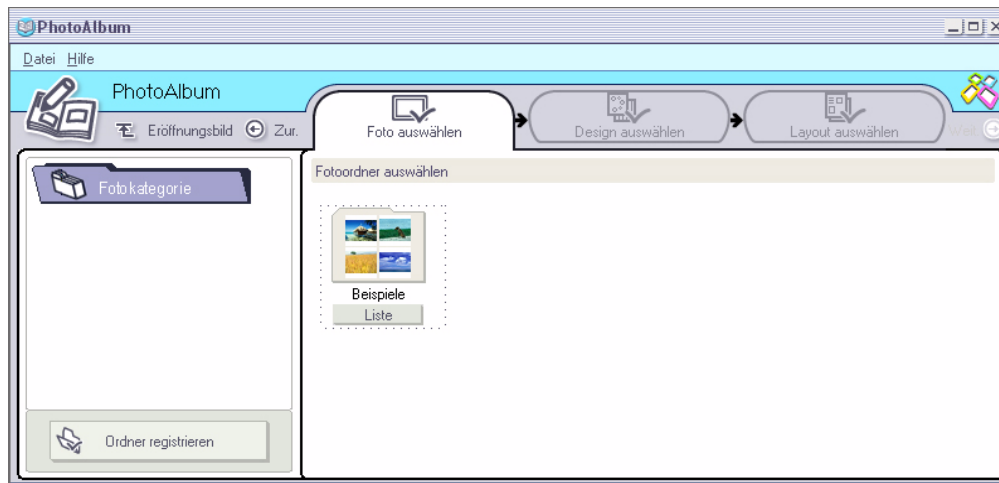 PhotoAlbum
Datei Hilfe
PhotoAlbum
Eröffnungsbild Zur.
Foto auswählen
Design auswählen
Layout auswählen
Weit.
Fotokategorie
Fotoordner auswählen
Beispiele
Liste
Ordner registrieren